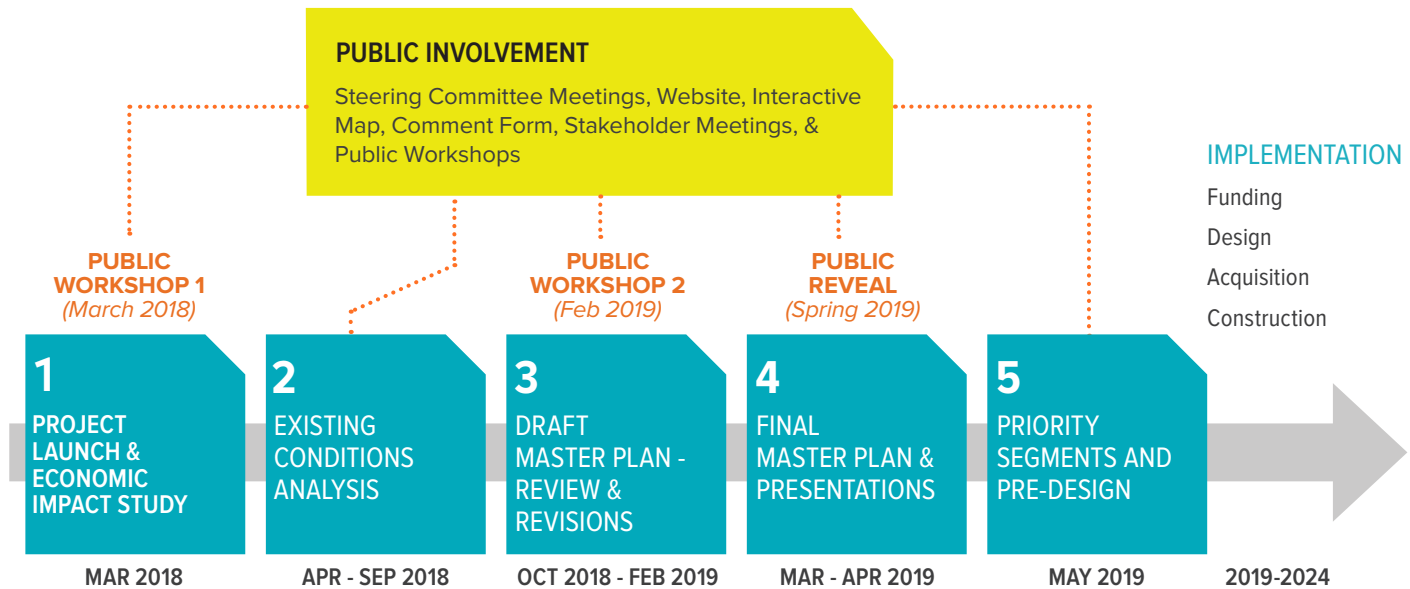 PUBLIC INVOLVEMENT
Steering Committee Meetings, Website, Interactive
Map, Comment Form, Stakeholder Meetings, &
Public Workshops
IMPLEMENTATION
Funding
Design
Acquisition
Construction
PUBLIC
WORKSHOP 1
(March 2018)
PUBLIC
WORKSHOP 2
(Feb 2019)
PUBLIC
REVEAL
(Spring 2019)
1
PROJECT
LAUNCH &
ECONOMIC
IMPACT STUDY
2
EXISTING
CONDITIONS
ANALYSIS
3
DRAFT
MASTER PLAN -
REVIEW &
REVISIONS
4
FINAL
MASTER PLAN &
PRESENTATIONS
5
PRIORITY
SEGMENTS AND
PRE-DESIGN
MAR 2018
APR - SEP 2018
OCT 2018 - FEB 2019
MAR - APR 2019
MAY 2019
2019-2024